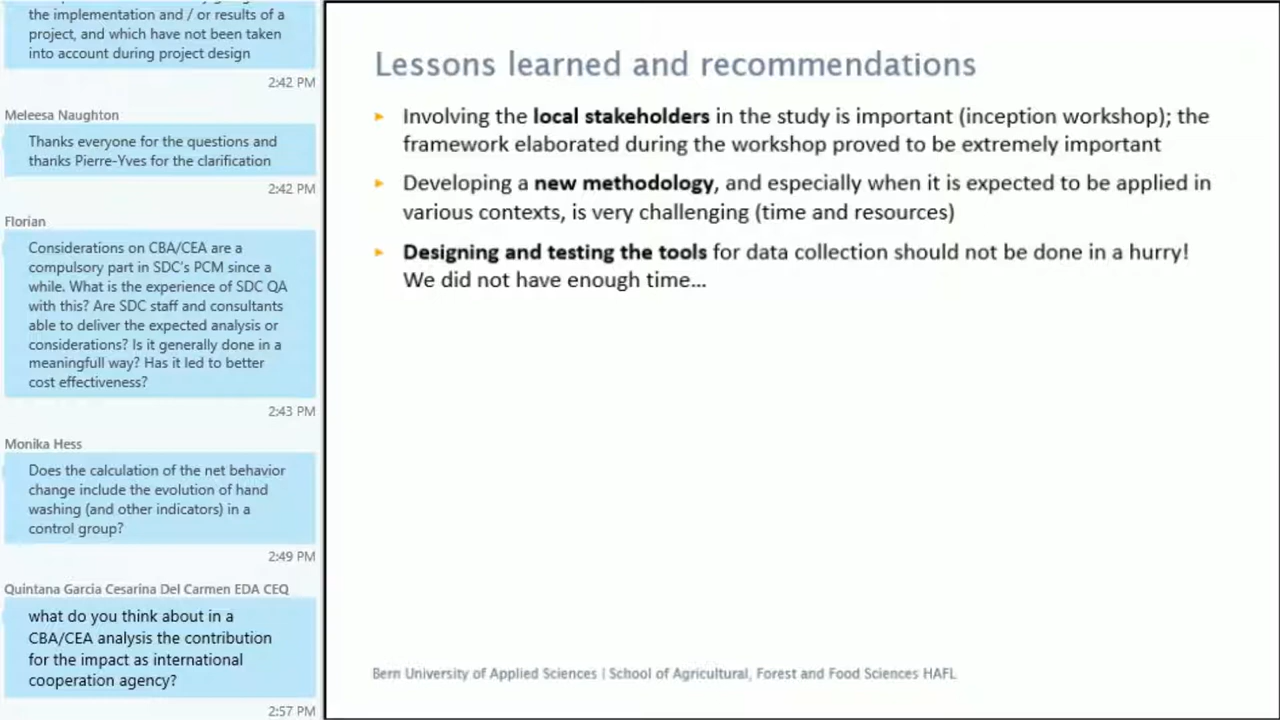 the implementation and / or results of a
project, and which have not been taken
into account during project design
2:42 PM
Meleesa Naughton
Thanks everyone for the questions and
thanks Pierre-Yves for the clarification
2:42 PM
Florian
Considerations on CBA/CEA are a
compulsory part in SDC's PCM since a
while. What is the experience of SDC QA
with this? Are SDC staff and consultants
able to deliver the expected analysis or
considerations? Is it generally done in a
meaningfull way? Has it led to better
cost effectiveness?
2:43 PM
Monika Hess
Does the calculation of the net behavior
change include the evolution of hand
washing (and other indicators) in a
control group?
2:49 PM
Quintana Garcia Cesarina Del Carmen EDA CEQ
what do you think about in a
CBA/CEA analysis the contribution
for the impact as international
cooperation agency?
2:57 PM
Lessons learned and recommendations
Involving the local stakeholders in the study is important (inception workshop); the
framework elaborated during the workshop proved to be extremely important
Developing a new methodology, and especially when it is expected to be applied in
various contexts, is very challenging (time and resources)
Designing and testing the tools for data collection should not be done in a hurry!
We did not have enough time...
Bern University of Applied Sciences | School of Agricultural, Forest and Food Sciences HAFL